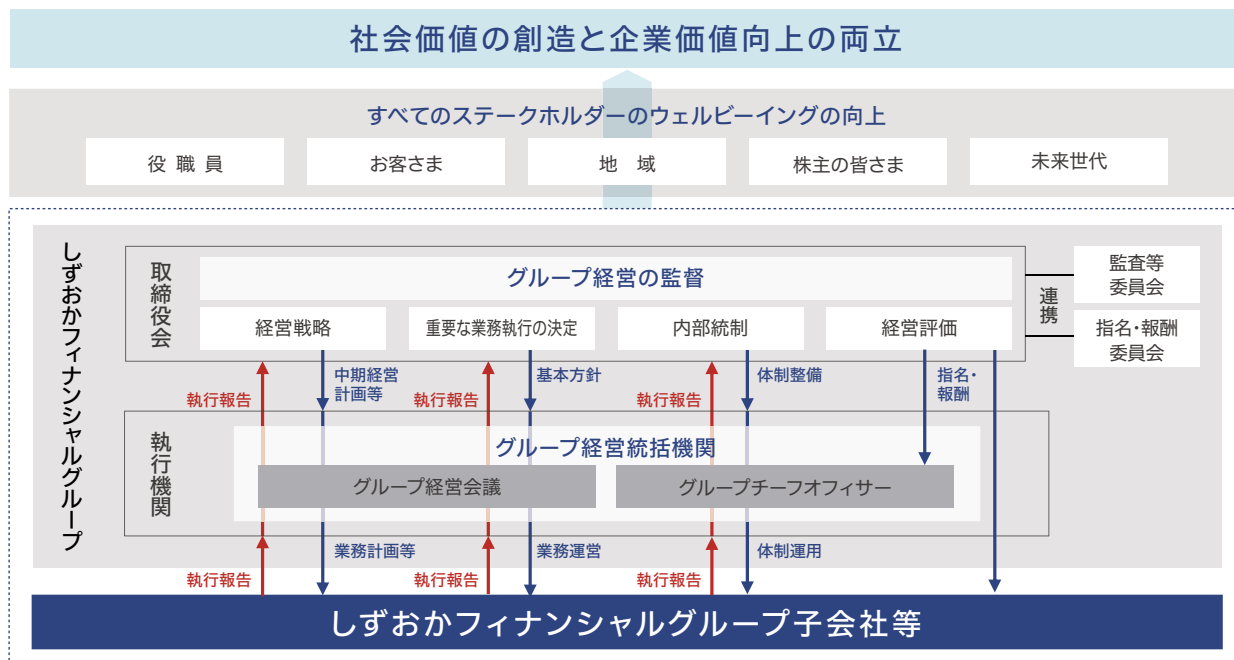 社会価値の創造と企業価値向上の両立
すべてのステークホルダーのウェルビーイングの向上
役職員
お客さま
地　域
株主の皆さま
未来世代
しずおかフィナンシャルグループ
取締役会
グループ経営の監督
経営戦略
重要な業務執行の決定
内部統制
経営評価
連携
監査等
委員会
指名・報酬
委員会
執行報告
中期経営
計画等
執行報告
基本方針
執行報告
体制整備
指名・
報酬
執行機関
グループ経営統括機関
グループ経営会議
グループチーフオフィサー
執行報告
業務計画等
執行報告
業務運営
執行報告
体制運用
しずおかフィナンシャルグループ子会社等